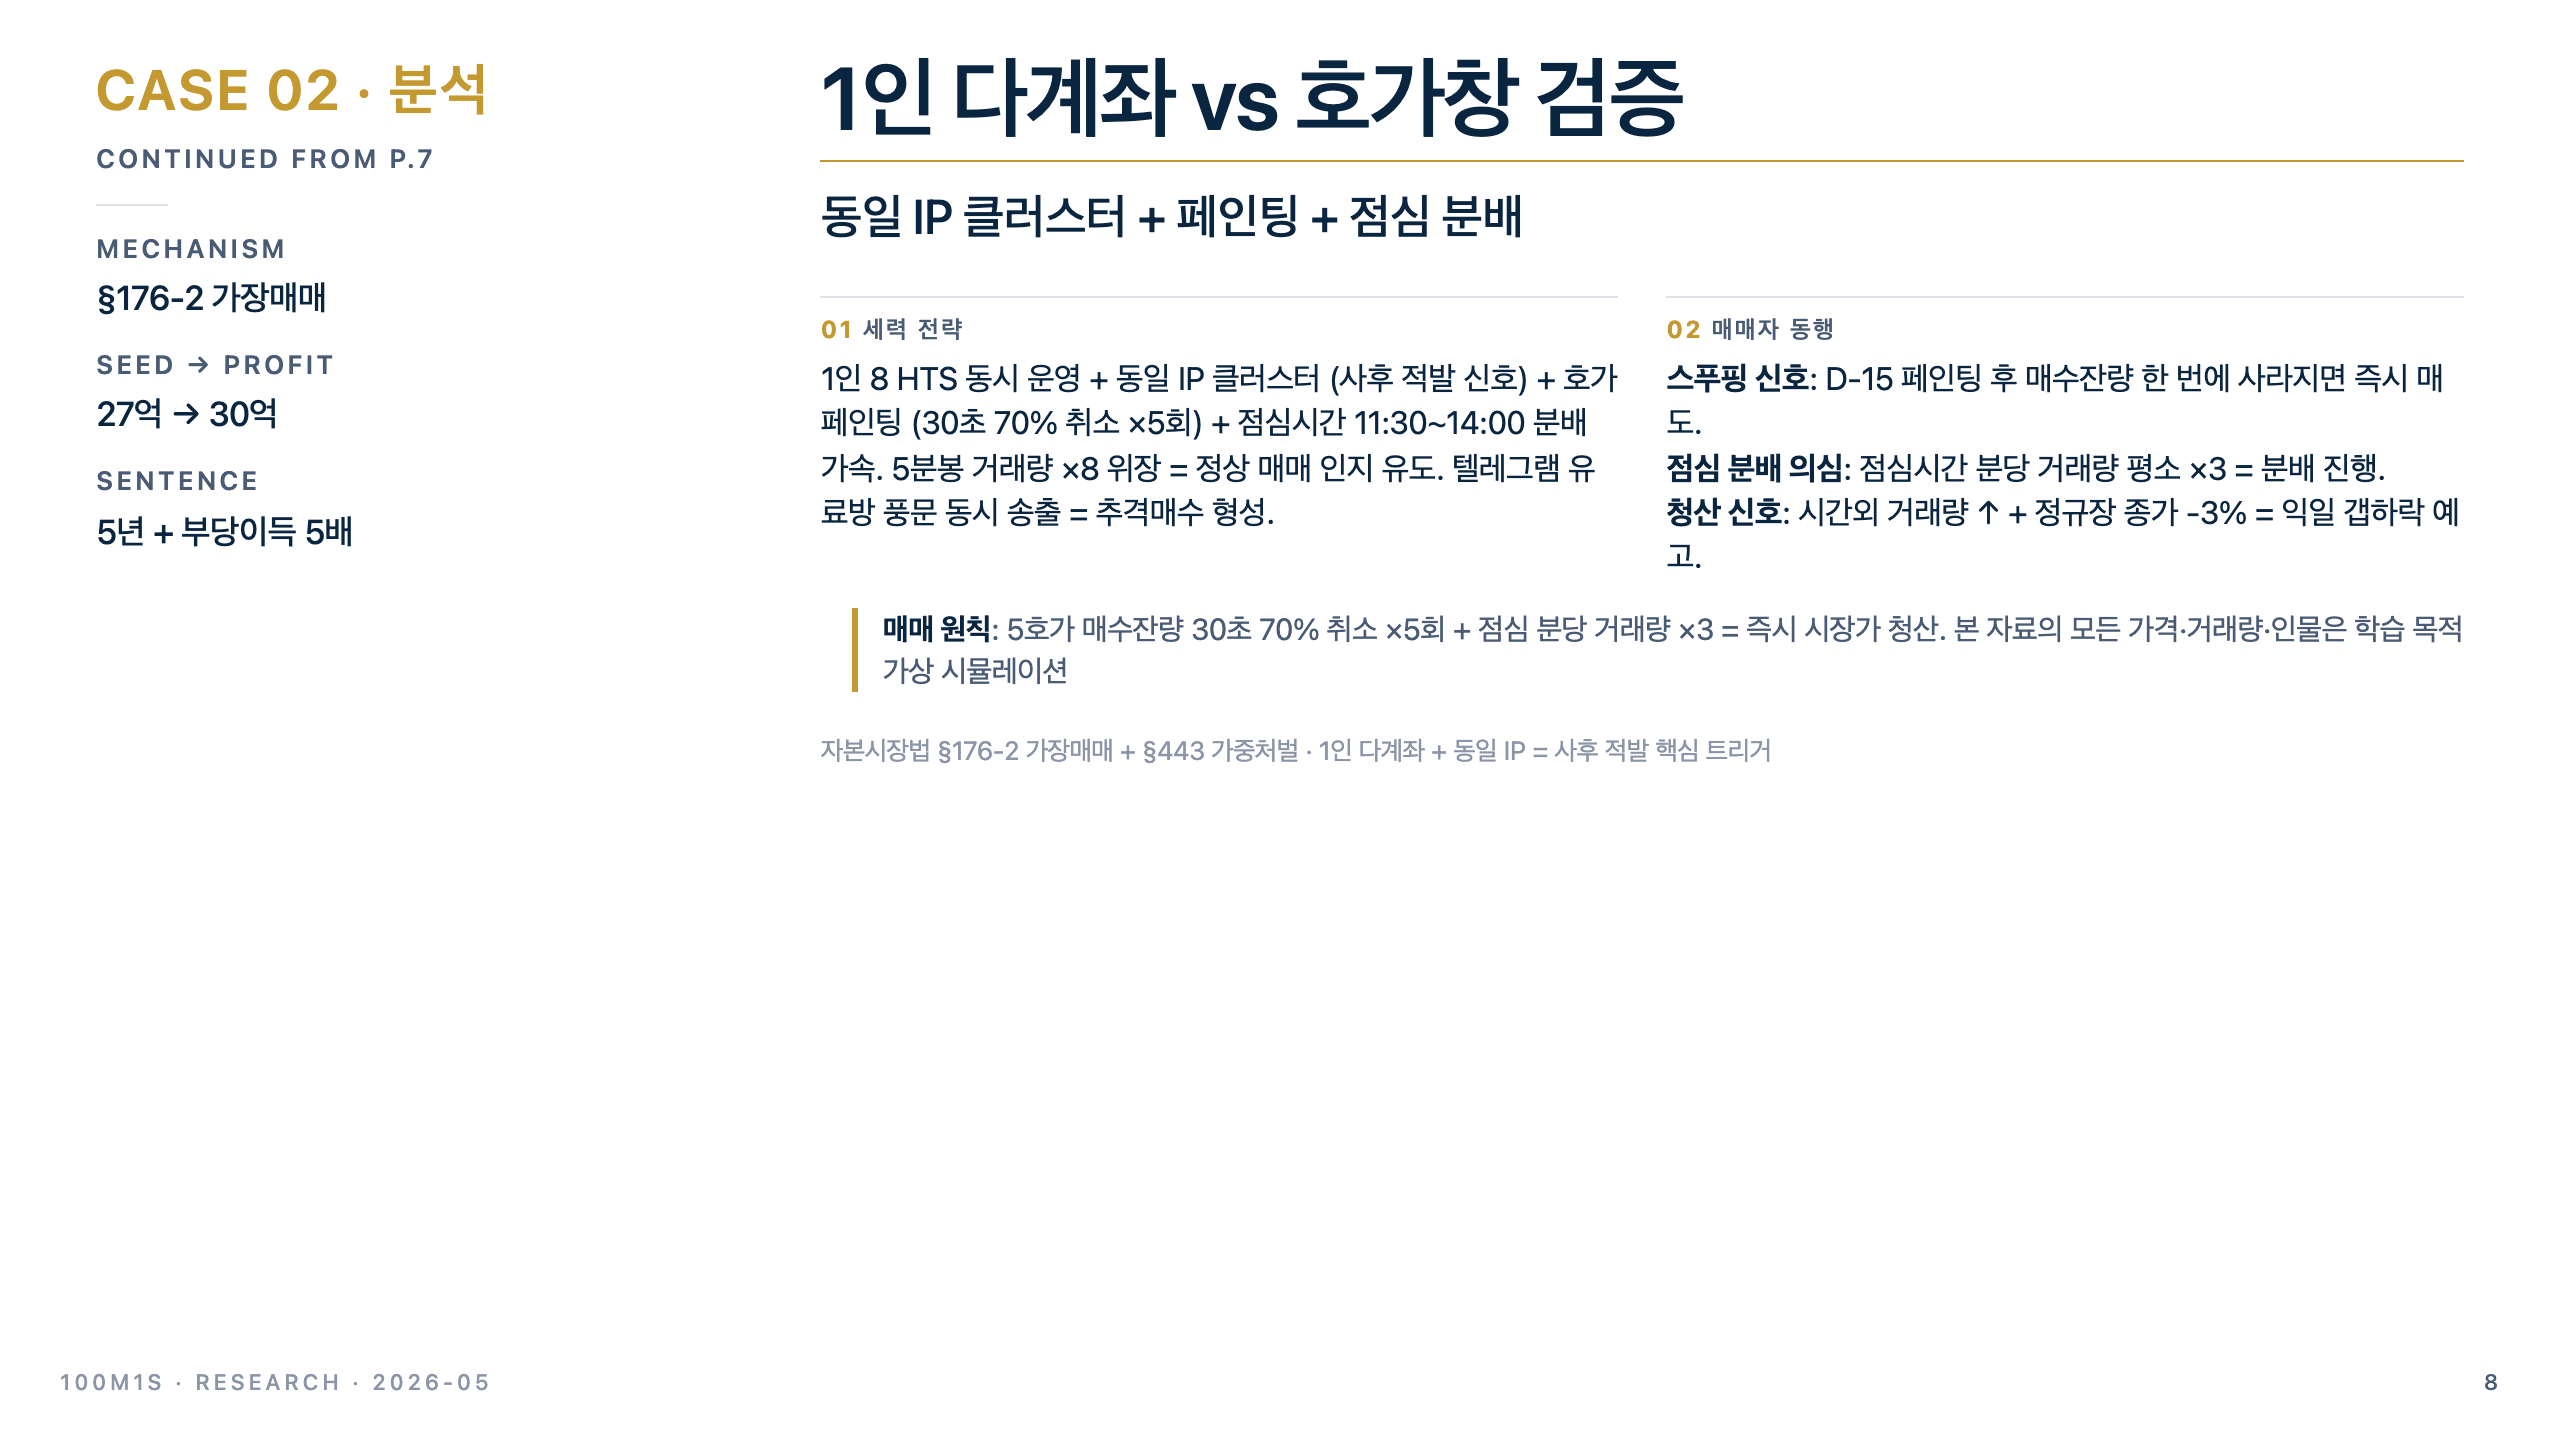 CASE 02 · 분석
CONTINUED FROM P.7
MECHANISM
§176-2 가장매매
SEED → PROFIT
27억 → 30억
SENTENCE
5년 + 부당이득 5배
1인 다계좌 vs 호가창 검증
동일 IP 클러스터 + 페인팅 + 점심 분배
01 세력 전략
1인 8 HTS 동시 운영 + 동일 IP 클러스터 (사후 적발 신호) + 호가
페인팅 (30초 70% 취소 ×5회) + 점심시간 11:30~14:00 분배
가속. 5분봉 거래량 ×8 위장 = 정상 매매 인지 유도. 텔레그램 유
료방 풍문 동시 송출 = 추격매수 형성.
02 매매자 동행
스푸핑 신호: D-15 페인팅 후 매수잔량 한 번에 사라지면 즉시 매
도.
점심 분배 의심: 점심시간 분당 거래량 평소 ×3 = 분배 진행.
청산 신호: 시간외 거래량 ↑ + 정규장 종가 -3% = 익일 갭하락 예
고.
매매 원칙: 5호가 매수잔량 30초 70% 취소 ×5회 + 점심 분당 거래량 ×3 = 즉시 시장가 청산. 본 자료의 모든 가격·거래량·인물은 학습 목적
가상 시뮬레이션
자본시장법 §176-2 가장매매 + §443 가중처벌 · 1인 다계좌 + 동일 IP = 사후 적발 핵심 트리거
100M1S · RESEARCH · 2026-05
8